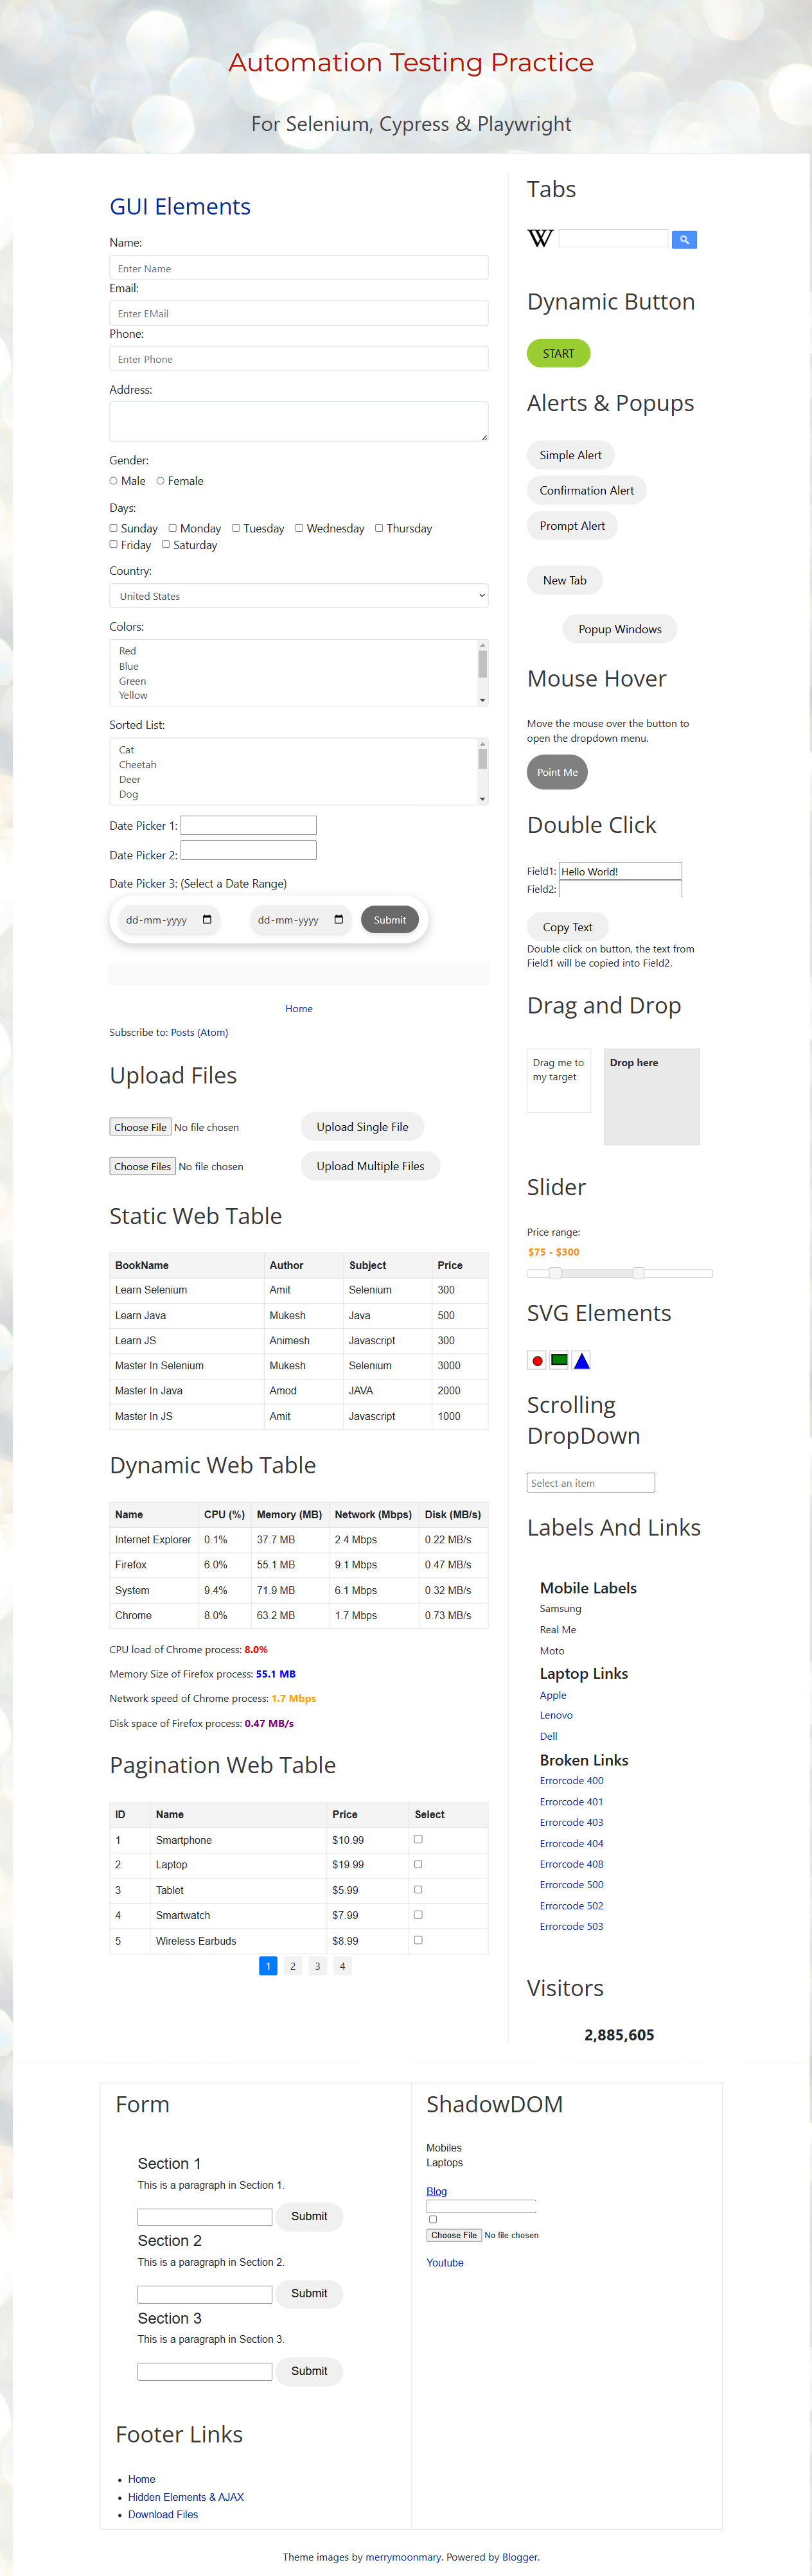 Automation Testing Practice
For Selenium, Cypress & Playwright
GUI Elements
Name:
Enter Name
Email:
Enter EMail
Phone:
Enter Phone
Address:
Gender:
Male Female
Days:
Sunday Monday Tuesday Wednesday Thursday
Friday Saturday
Country:
United States
Colors:
Red
Blue
Green
Yellow
Sorted List:
Cat
Cheetah
Deer
Dog
Date Picker 1:
Date Picker 2:
Date Picker 3: (Select a Date Range)
dd-mm-yyyy dd-mm-yyyy Submit
Home
Subscribe to: Posts (Atom)
Upload Files
Choose File No file chosen Upload Single File
Choose Files No file chosen Upload Multiple Files
Static Web Table
BookName Author Subject Price
Learn Selenium Amit Selenium 300
Learn Java Mukesh Java 500
Learn JS Animesh Javascript 300
Master In Selenium Mukesh Selenium 3000
Master In Java Amod JAVA 2000
Master In JS Amit Javascript 1000
Dynamic Web Table
Name CPU (%) Memory (MB) Network (Mbps) Disk (MB/s)
Internet Explorer 0.1% 37.7 MB 2.4 Mbps 0.22 MB/s
Firefox 6.0% 55.1 MB 9.1 Mbps 0.47 MB/s
System 9.4% 71.9 MB 6.1 Mbps 0.32 MB/s
Chrome 8.0% 63.2 MB 1.7 Mbps 0.73 MB/s
CPU load of Chrome process: 8.0%
Memory Size of Firefox process: 55.1 MB
Network speed of Chrome process: 1.7 Mbps
Disk space of Firefox process: 0.47 MB/s
Pagination Web Table
ID Name Price Select
1 Smartphone $10.99
2 Laptop $19.99
3 Tablet $5.99
4 Smartwatch $7.99
5 Wireless Earbuds $8.99
1 2 3 4
Tabs
W
Dynamic Button
START
Alerts & Popups
Simple Alert
Confirmation Alert
Prompt Alert
New Tab
Popup Windows
Mouse Hover
Move the mouse over the button to
open the dropdown menu.
Point Me
Double Click
Field1: Hello World!
Field2:
Copy Text
Double click on button, the text from
Field1 will be copied into Field2.
Drag and Drop
Drag me to
my target
Drop here
Slider
Price range:
$75 - $300
SVG Elements
Scrolling
DropDown
Select an item
Labels And Links
Mobile Labels
Samsung
Real Me
Moto
Laptop Links
Apple
Lenovo
Dell
Broken Links
Errorcode 400
Errorcode 401
Errorcode 403
Errorcode 404
Errorcode 408
Errorcode 500
Errorcode 502
Errorcode 503
Visitors
2,885,605
Form
Section 1
This is a paragraph in Section 1.
Submit
Section 2
This is a paragraph in Section 2.
Submit
Section 3
This is a paragraph in Section 3.
Submit
Footer Links
Home
Hidden Elements & AJAX
Download Files
ShadowDOM
Mobiles
Laptops
Blog
Choose File No file chosen
Youtube
Theme images by merrymoonmary. Powered by Blogger.